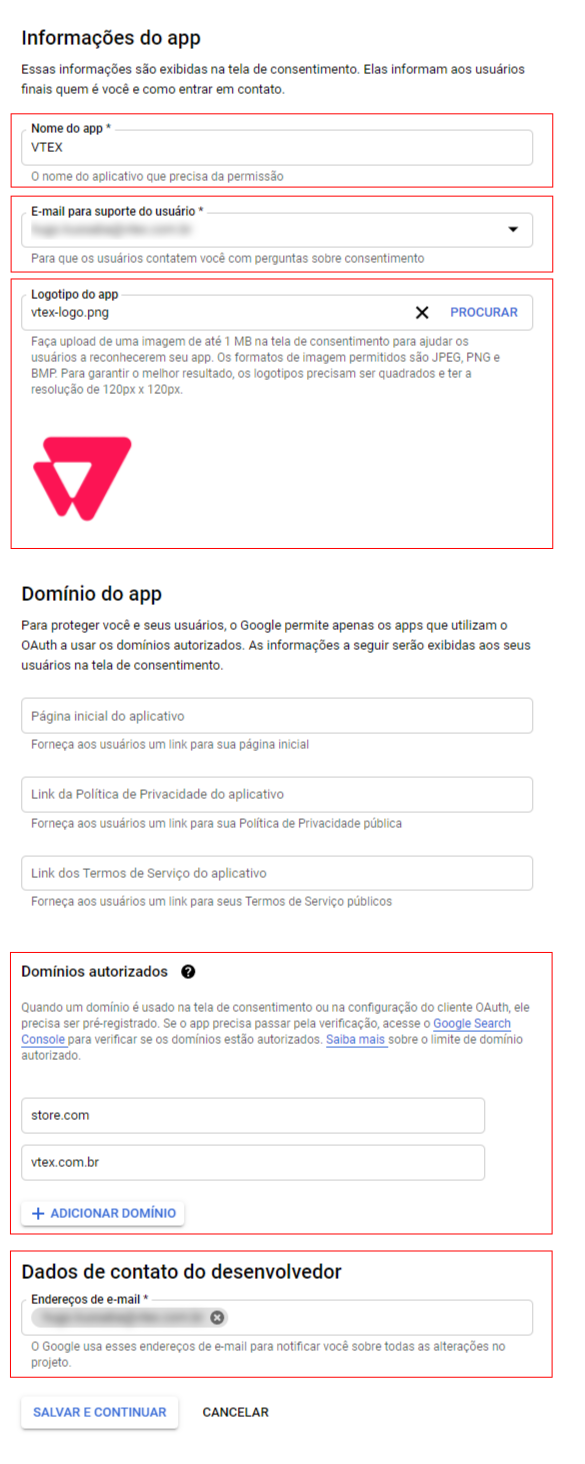 Informações do app
Essas informações são exibidas na tela de consentimento. Elas informam aos usuários
finais quem é você e como entrar em contato.
Nome do app *
VTEX
O nome do aplicativo que precisa da permissão
E-mail para suporte do usuário *
Para que os usuários contatem você com perguntas sobre consentimento
Logotipo do app
vtex-logo.png
PROCURAR
Faça upload de uma imagem de até 1 MB na tela de consentimento para ajudar os
usuários a reconhecerem seu app. Os formatos de imagem permitidos são JPEG, PNG e
BMP. Para garantir o melhor resultado, os logotipos precisam ser quadrados e ter a
resolução de 120px x 120px.
Domínio do app
Para proteger você e seus usuários, o Google permite apenas os apps que utilizam o
OAuth a usar os domínios autorizados. As informações a seguir serão exibidas aos seus
usuários na tela de consentimento.
Página inicial do aplicativo
Forneça aos usuários um link para sua página inicial
Link da Política de Privacidade do aplicativo
Forneça aos usuários um link para sua Política de Privacidade pública
Link dos Termos de Serviço do aplicativo
Forneça aos usuários um link para seus Termos de Serviço públicos
Domínios autorizados ?
Quando um domínio é usado na tela de consentimento ou na configuração do cliente OAuth, ele
precisa ser pré-registrado. Se o app precisa passar pela verificação, acesse o Google Search
Console para verificar se os domínios estão autorizados. Saiba mais sobre o limite de domínio
autorizado.
store.com
vtex.com.br
+ ADICIONAR DOMÍNIO
Dados de contato do desenvolvedor
Endereços de e-mail *
O Google usa esses endereços de e-mail para notificar você sobre todas as alterações no
projeto.
SALVAR E CONTINUAR CANCELAR